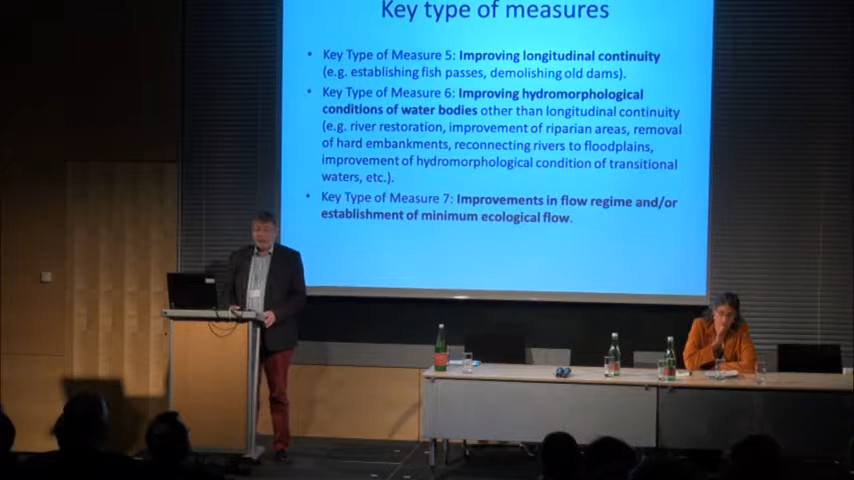 Key type of measures
• Key Type of Measure 5: Improving longitudinal continuity
(e.g. establishing fish passes, demolishing old dams).
• Key Type of Measure 6: Improving hydromorphological
conditions of water bodies other than longitudinal continuity
(e.g. river restoration, improvement of riparian areas, removal
of hard embankments, reconnecting rivers to floodplains,
improvement of hydromorphological condition of transitional
waters, etc.).
• Key Type of Measure 7: Improvements in flow regime and/or
establishment of minimum ecological flow.